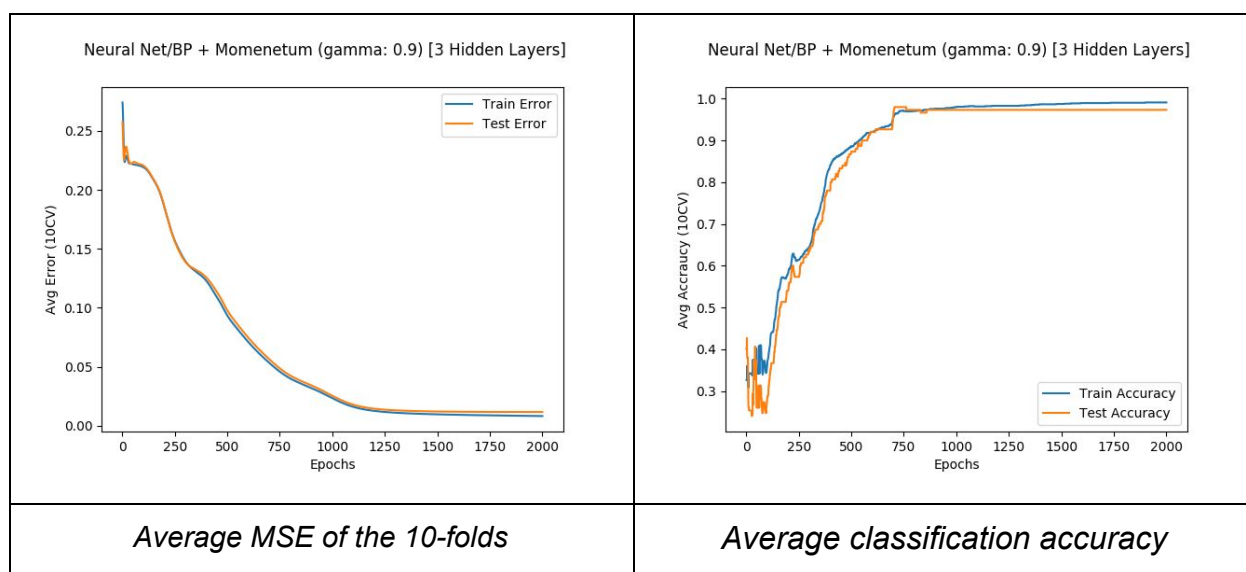 Neural Net/BP + Momenetum (gamma: 0.9) [3 Hidden Layers]
Train Error
Test Error
0.25
0.20
0.15
0.10
0.05
0.00
Avg Error (10CV)
0
250
500
750
1000
1250
1500
1750
2000
Epochs
Average MSE of the 10-folds
Neural Net/BP + Momenetum (gamma: 0.9) [3 Hidden Layers]
1.0
0.9
0.8
0.7
0.6
0.5
0.4
0.3
Avg Accraucy (10CV)
Train Accuracy
Test Accuracy
0
250
500
750
1000
1250
1500
1750
2000
Epochs
Average classification accuracy